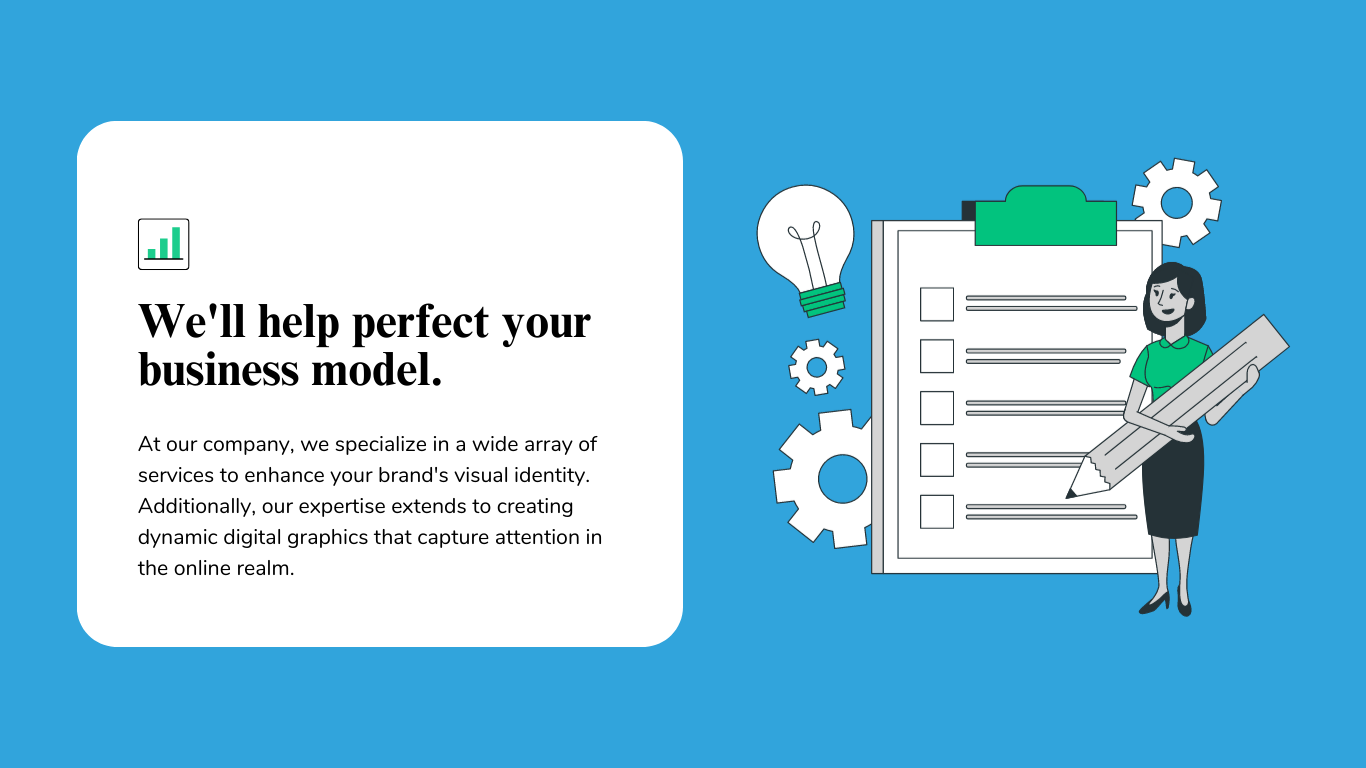 We'll help perfect your
business model.
At our company, we specialize in a wide array of
services to enhance your brand's visual identity.
Additionally, our expertise extends to creating
dynamic digital graphics that capture attention in
the online realm.